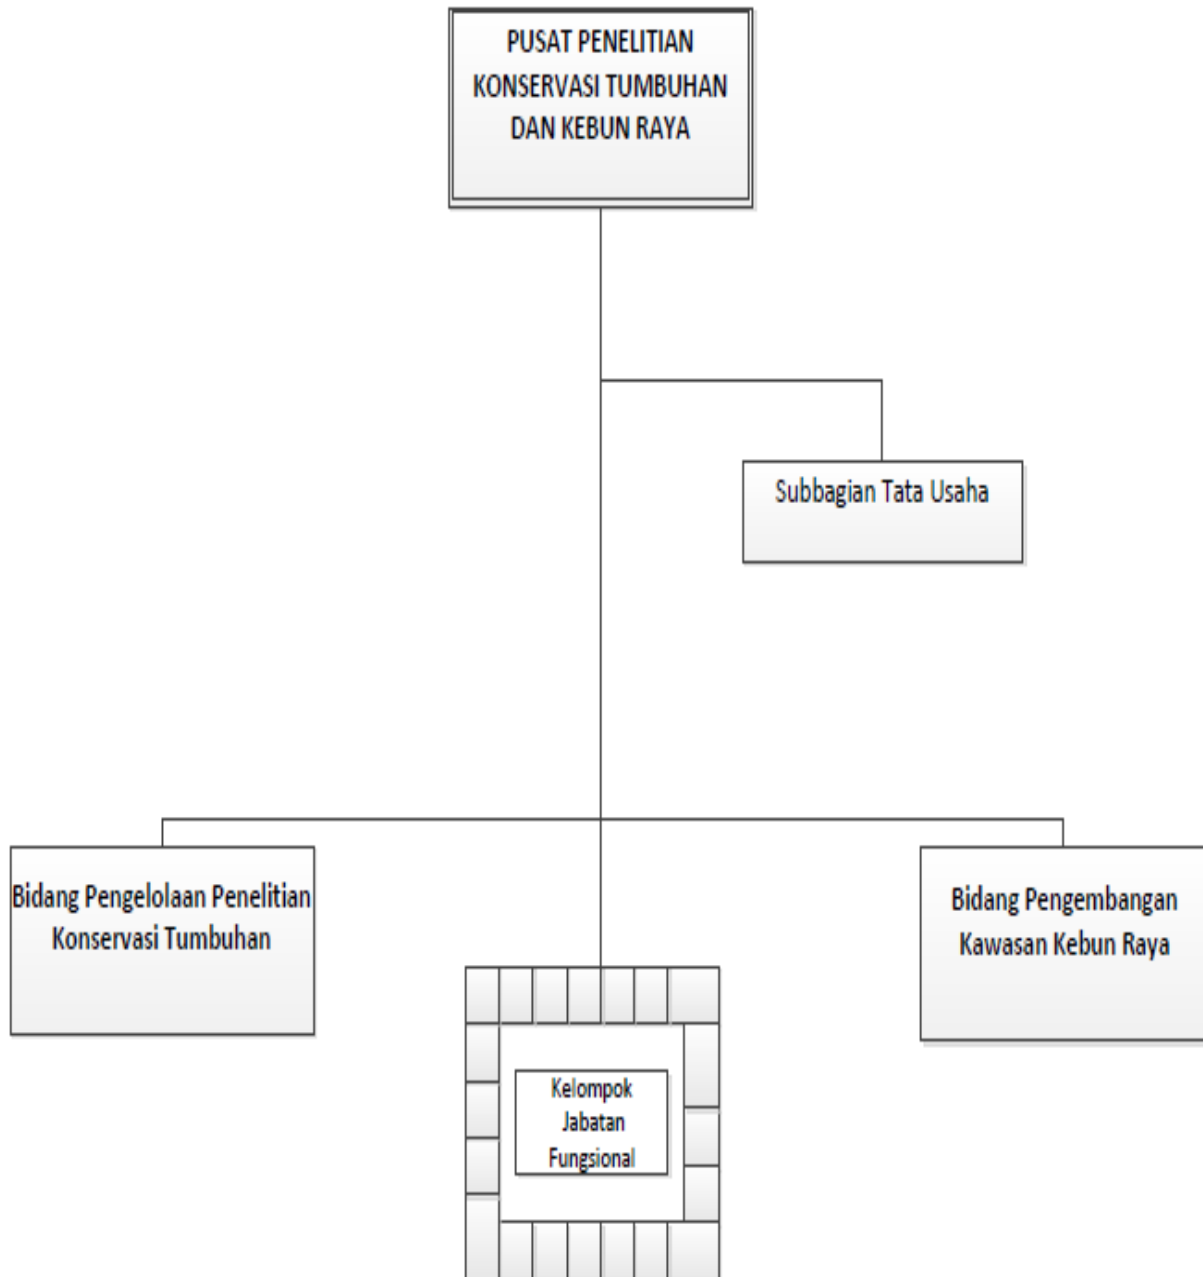 PUSAT PENELITIAN
KONSERVASI TUMBUHAN
DAN KEBUN RAYA
Subbagian Tata Usaha
Bidang Pengelolaan Penelitian
Konservasi Tumbuhan
Bidang Pengembangan
Kawasan Kebun Raya
Kelompok
Jabatan
Fungsional